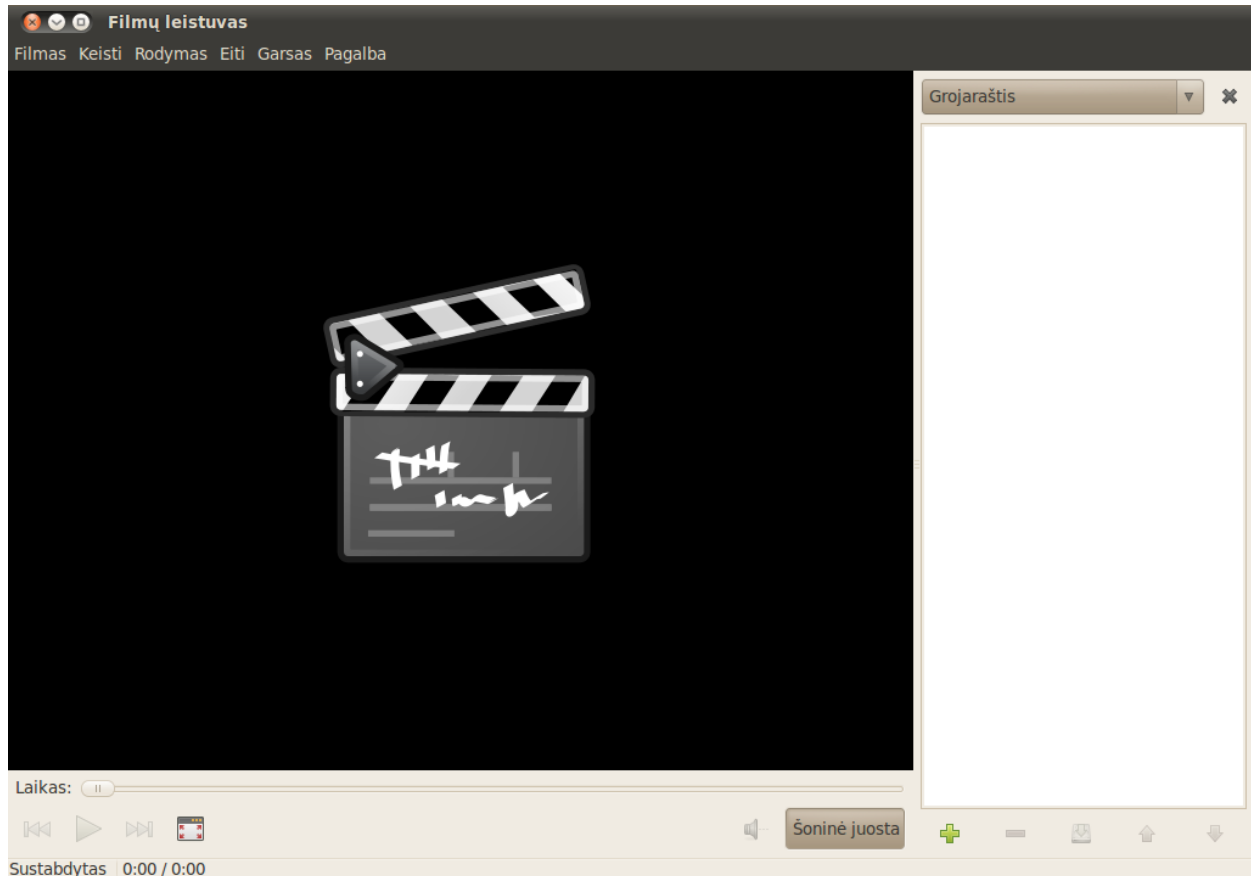 Filmų leistuvas
Filmas Keisti Rodymas Eiti Garsas Pagalba
Grojaraštis
Laikas:
Šoninė juosta
Sustabdytas 0:00 / 0:00